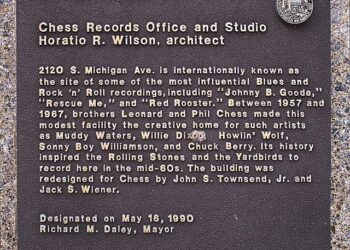 Chess Records Office and Studio
Horatio R. Wilson, architect
2120 S. Michigan Ave. is internationally known as
the site of some of the most influential Blues and
Rock 'n' Roll recordings, including "Johnny B. Goode,"
"Rescue Me," and "Red Rooster." Between 1957 and
1967, brothers Leonard and Phil Chess made this
modest facility the creative home for such artists
as Muddy Waters, Willie Dixon, Howlin' Wolf,
Sonny Boy Williamson, and Chuck Berry. Its history
inspired the Rolling Stones and the Yardbirds to
record here in the mid-60s. The building was
redesigned for Chess by John S. Townsend, Jr. and
Jack S. Wiener.
Designated on May 16, 1990
Richard M. Daley, Mayor